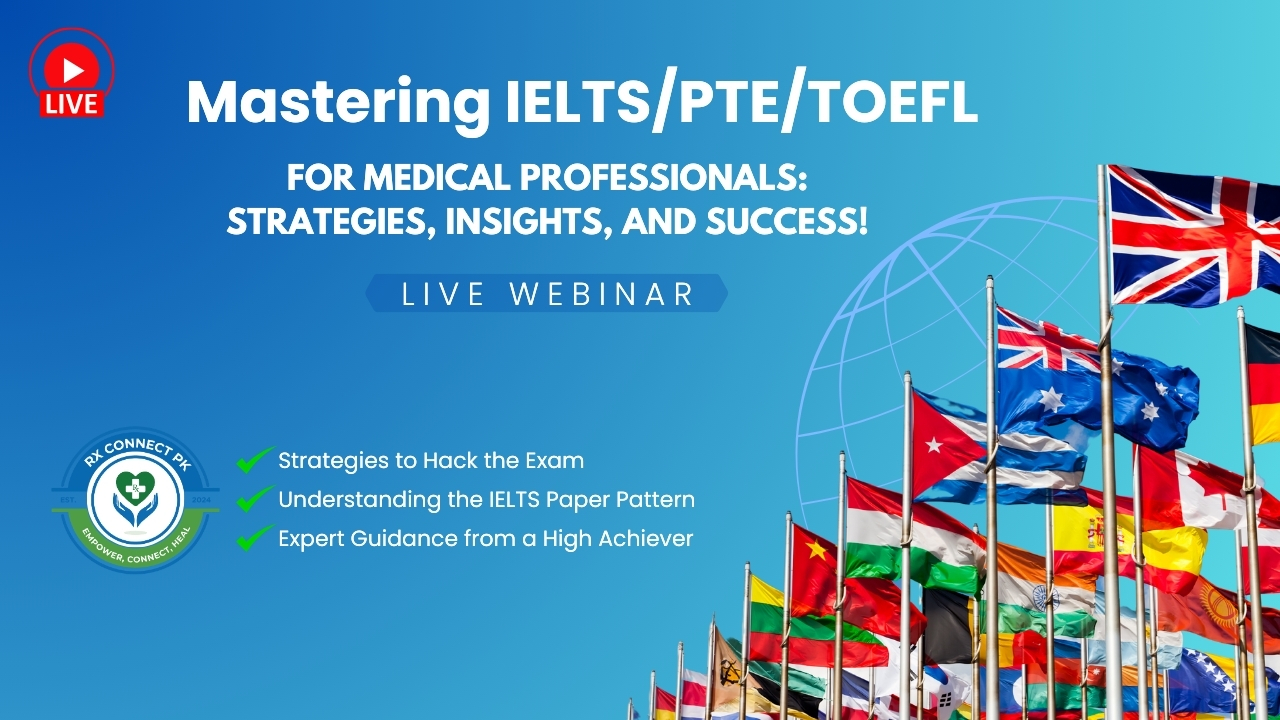 LIVE
Mastering IELTS/PTE/TOEFL
FOR MEDICAL PROFESSIONALS:
STRATEGIES, INSIGHTS, AND SUCCESS!
LIVE WEBINAR
RX CONNECT PK
EST. 2024
EMPOWER, CONNECT, HEAL
Strategies to Hack the Exam
Understanding the IELTS Paper Pattern
Expert Guidance from a High Achiever